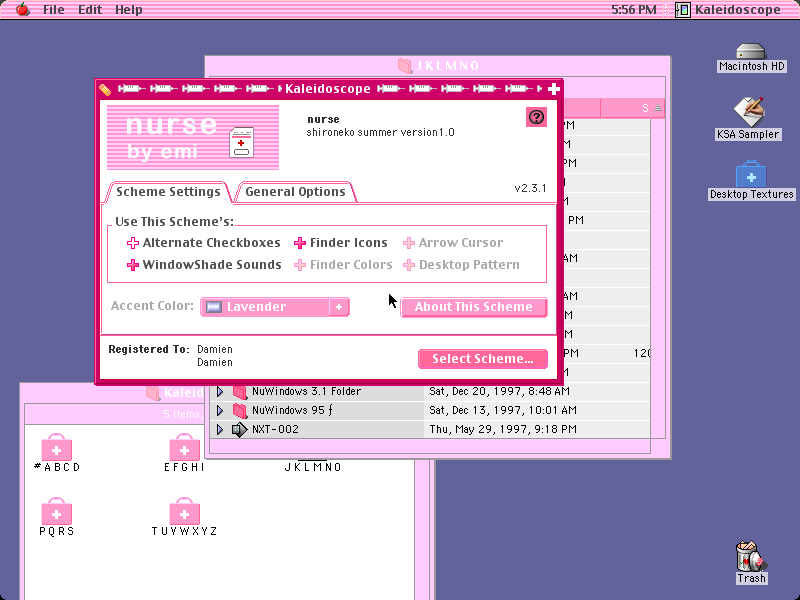 File Edit Help
5:56 PM
Kaleidoscope
JKLMNO
Macintosh HD
KSA Sampler
Desktop Textures
Trash
Kaleidoscope
nurse
by emi
nurse
shironeko summer version1.0
v2.3.1
Scheme Settings
General Options
Use This Scheme's:
Alternate Checkboxes
Finder Icons
Arrow Cursor
WindowShade Sounds
Finder Colors
Desktop Pattern
Accent Color:
Lavender
About This Scheme
Registered To: Damien
Damien
Select Scheme...
S
PM
PM
PM
PM
AM
AM
PM
120
NuWindows 3.1 Folder
Sat, Dec 20, 1997, 8:48 AM
NuWindows 95 ƒ
Sat, Dec 13, 1997, 10:01 AM
NXT-002
Thu, May 29, 1997, 9:18 PM
Kaleid
5 items,
#ABCD
EFGHI
JKLMNO
PQRS
TUVWXYZ